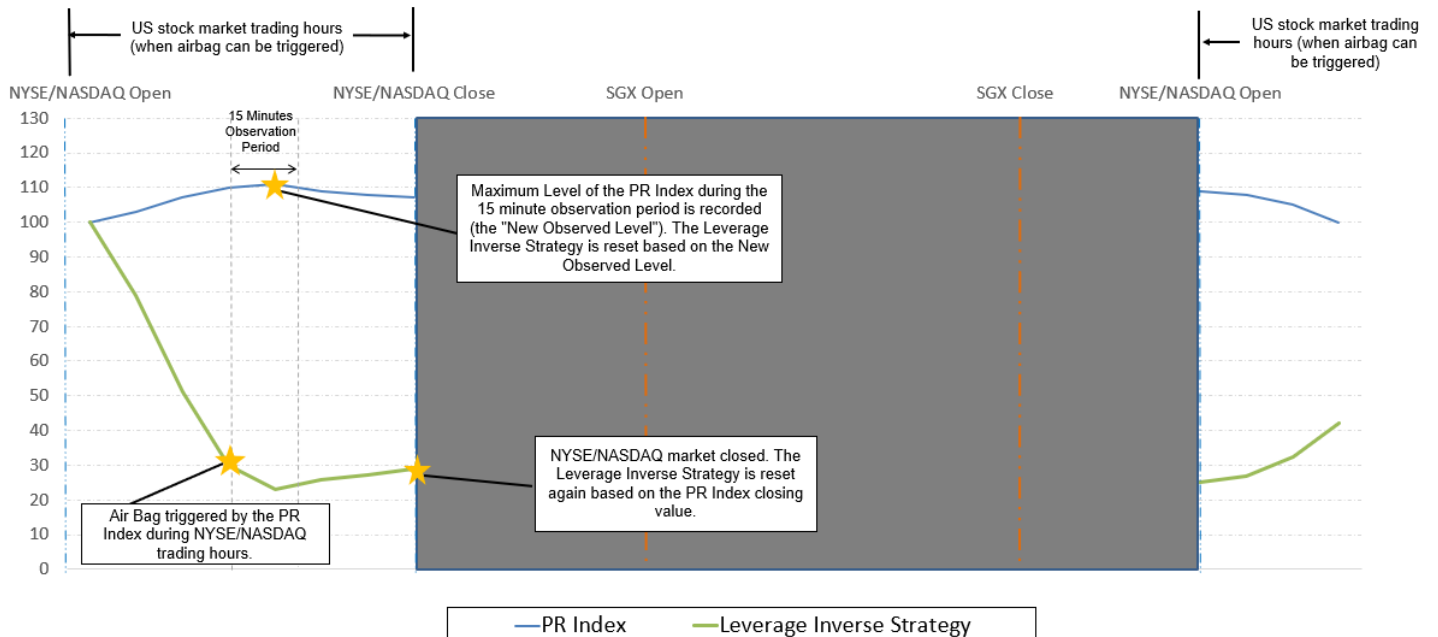 US stock market trading hours
(when airbag can be triggered)
US stock market trading
hours (when airbag can
be triggered)
NYSE/NASDAQ Open
NYSE/NASDAQ Close
SGX Open
SGX Close
NYSE/NASDAQ Open
130
120
110
100
90
80
70
60
50
40
30
20
10
0
15 Minutes
Observation
Period
Maximum Level of the PR Index during the
15 minute observation period is recorded
(the "New Observed Level"). The Leverage
Inverse Strategy is reset based on the New
Observed Level.
NYSE/NASDAQ market closed. The
Leverage Inverse Strategy is reset
again based on the PR Index closing
value.
Air Bag triggered by the PR
Index during NYSE/NASDAQ
trading hours.
PR Index
Leverage Inverse Strategy